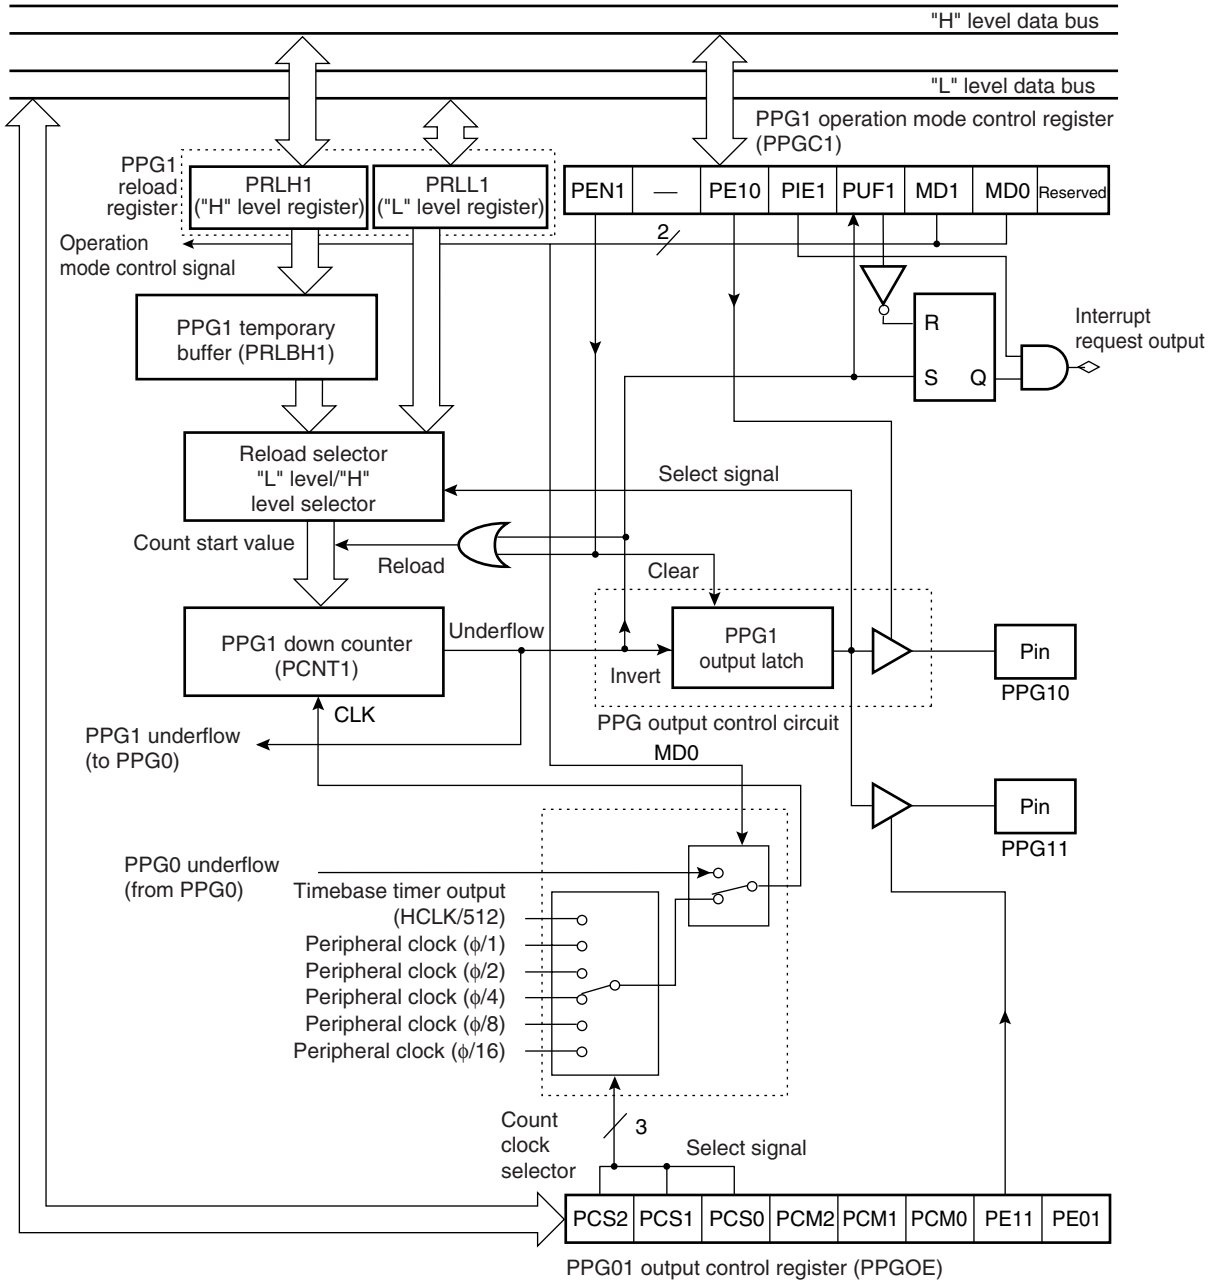 "H" level data bus
"L" level data bus
PPG1 operation mode control register
(PPGC1)
PPG1
reload
register
PRLH1
("H" level register)
PRLL1
("L" level register)
PEN1
—
PE10
PIE1
PUF1
MD1
MD0
Reserved
Operation
mode control signal
2
PPG1 temporary
buffer (PRLBH1)
R
S
Q
Interrupt
request output
Reload selector
"L" level/"H"
level selector
Select signal
Count start value
Reload
Clear
PPG1 down counter
(PCNT1)
Underflow
Invert
PPG1
output latch
Pin
PPG10
PPG output control circuit
CLK
PPG1 underflow
(to PPG0)
MD0
Pin
PPG11
PPG0 underflow
(from PPG0)
Timebase timer output
(HCLK/512)
Peripheral clock (ϕ/1)
Peripheral clock (ϕ/2)
Peripheral clock (ϕ/4)
Peripheral clock (ϕ/8)
Peripheral clock (ϕ/16)
Count
clock
selector
3
Select signal
PCS2
PCS1
PCS0
PCM2
PCM1
PCM0
PE11
PE01
PPG01 output control register (PPGOE)